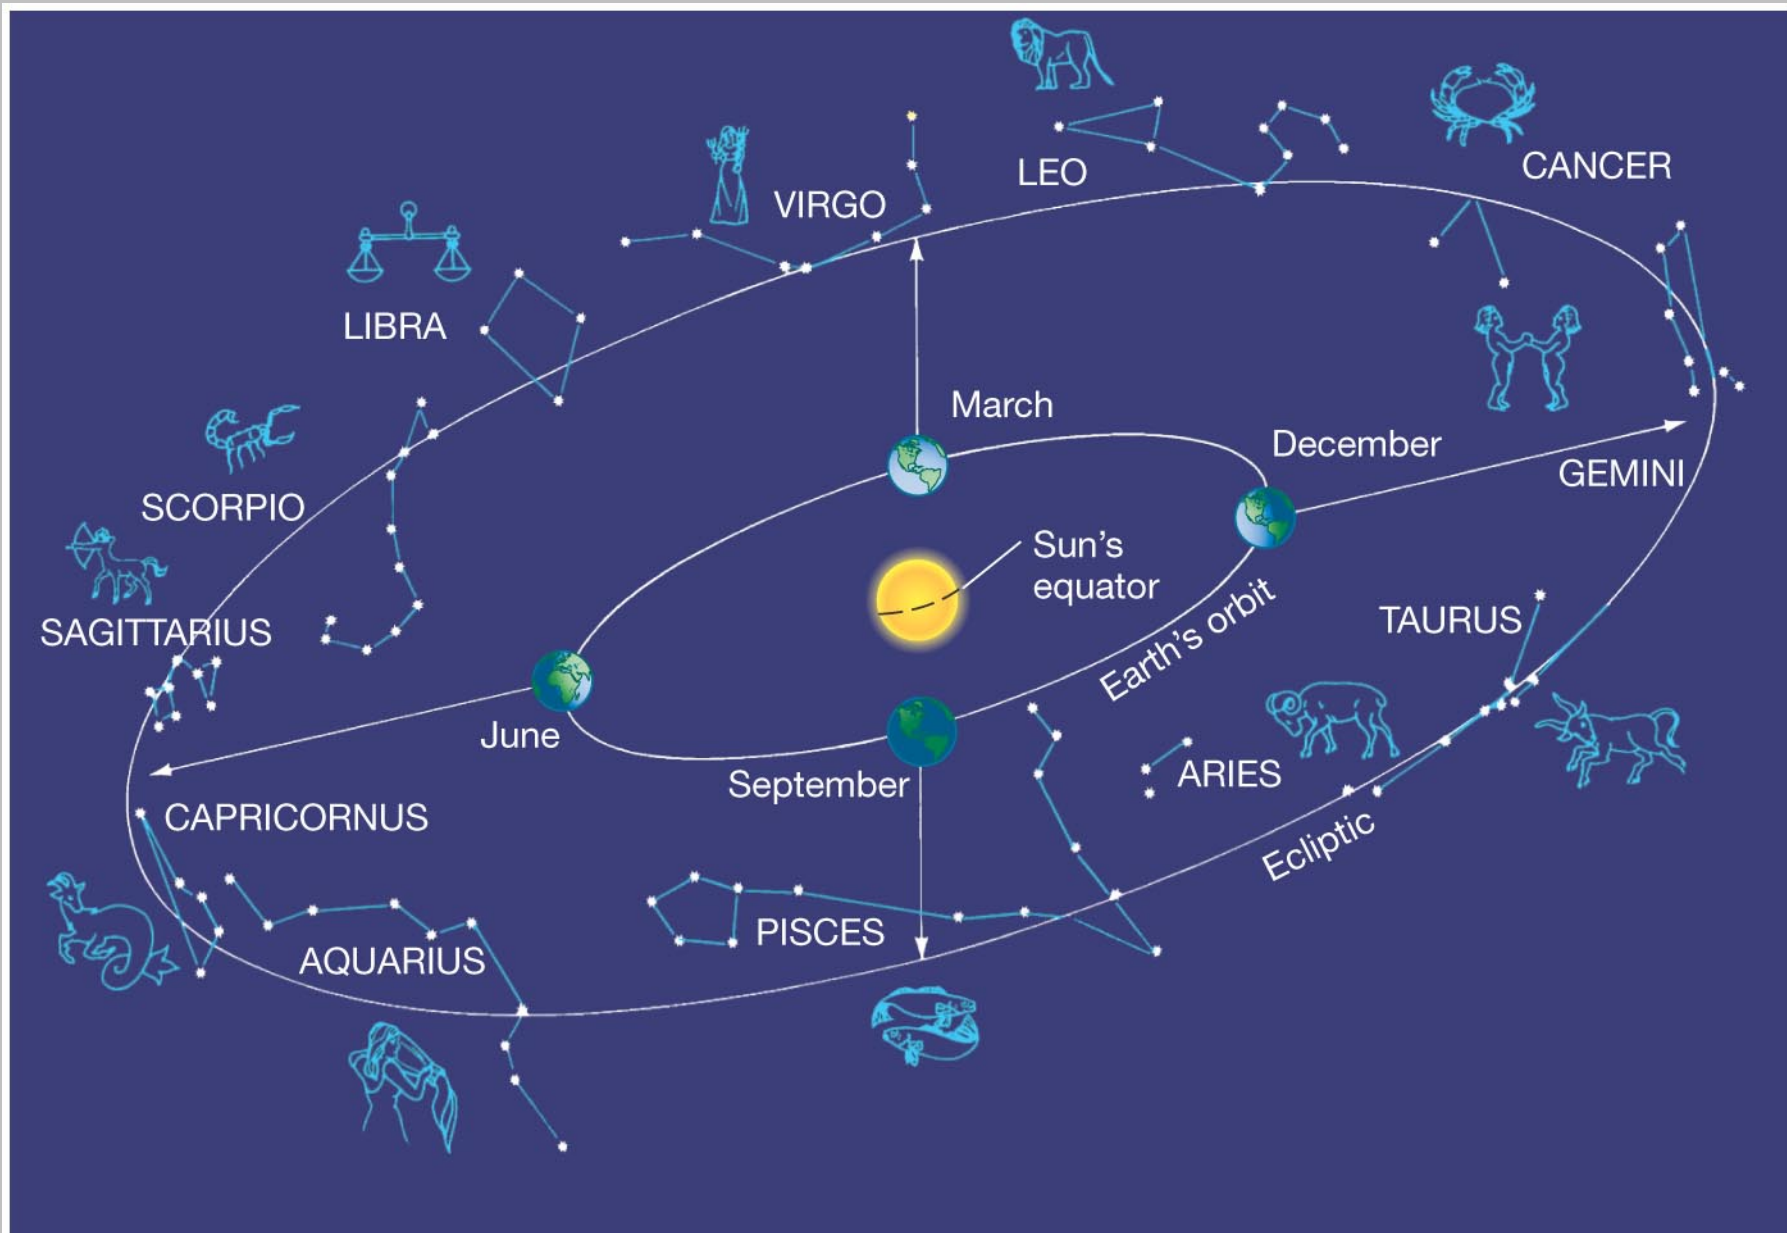 LEO
CANCER
VIRGO
LIBRA
March
December
GEMINI
SCORPIO
Sun's
equator
SAGITTARIUS
TAURUS
Earth's orbit
June
September
ARIES
CAPRICORNUS
Ecliptic
PISCES
AQUARIUS